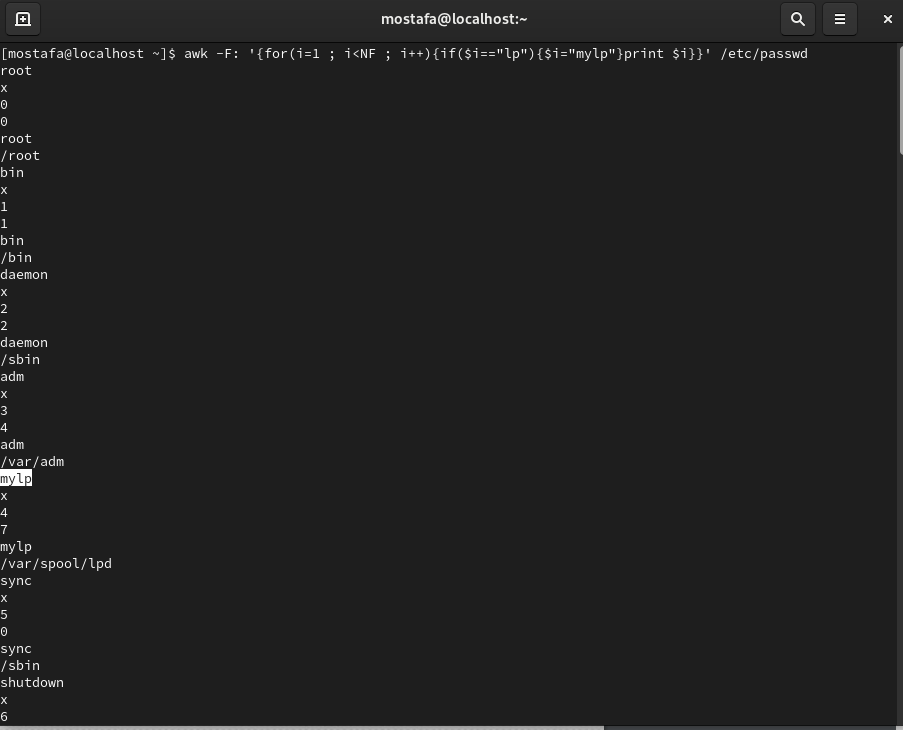 mostafa@localhost:~
[mostafa@localhost ~]$ awk -F: '{for(i=1 ; i<NF ; i++){if($i=="lp"){$i="mylp"}print $i}}' /etc/passwd
root
x
0
0
root
/root
bin
x
1
1
bin
/bin
daemon
x
2
2
daemon
/sbin
adm
x
3
4
adm
/var/adm
mylp
x
4
7
mylp
/var/spool/lpd
sync
x
5
0
sync
/sbin
shutdown
x
6